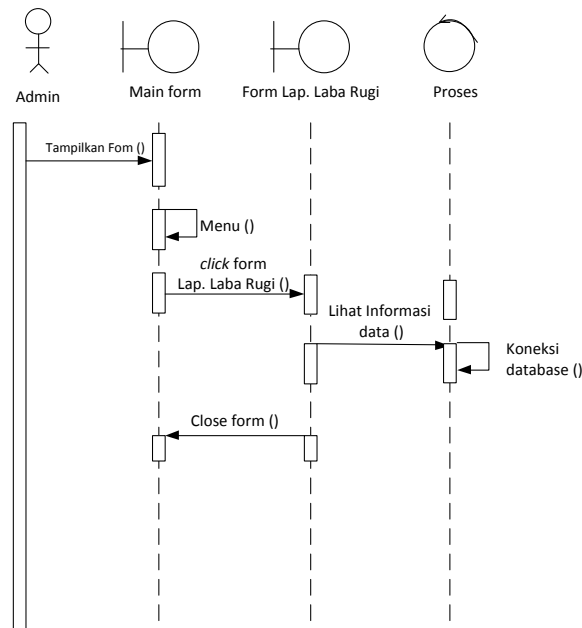 Admin
Main form
Form Lap. Laba Rugi
Proses
Tampilkan Fom ()
Menu ()
click form
Lap. Laba Rugi ()
Lihat Informasi
data ()
Koneksi
database ()
Close form ()